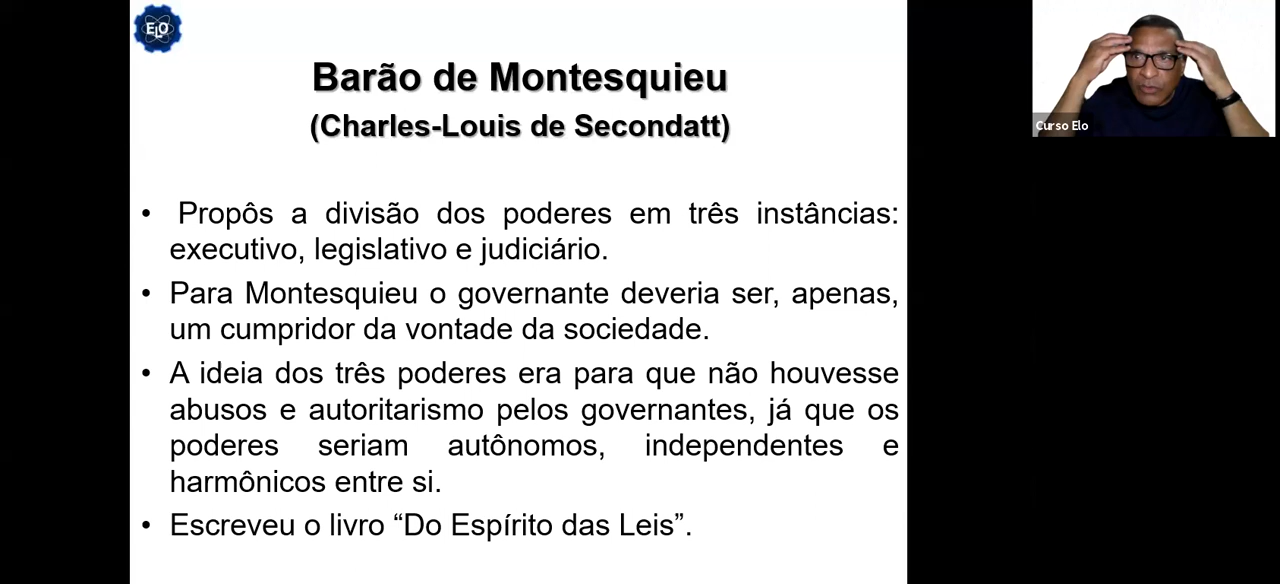 ELO
Barão de Montesquieu
(Charles-Louis de Secondatt)
• Propôs a divisão dos poderes em três instâncias:
executivo, legislativo e judiciário.
• Para Montesquieu o governante deveria ser, apenas,
um cumpridor da vontade da sociedade.
• A ideia dos três poderes era para que não houvesse
abusos e autoritarismo pelos governantes, já que os
poderes seriam autônomos, independentes e
harmônicos entre si.
• Escreveu o livro “Do Espírito das Leis”.
Curso Elo